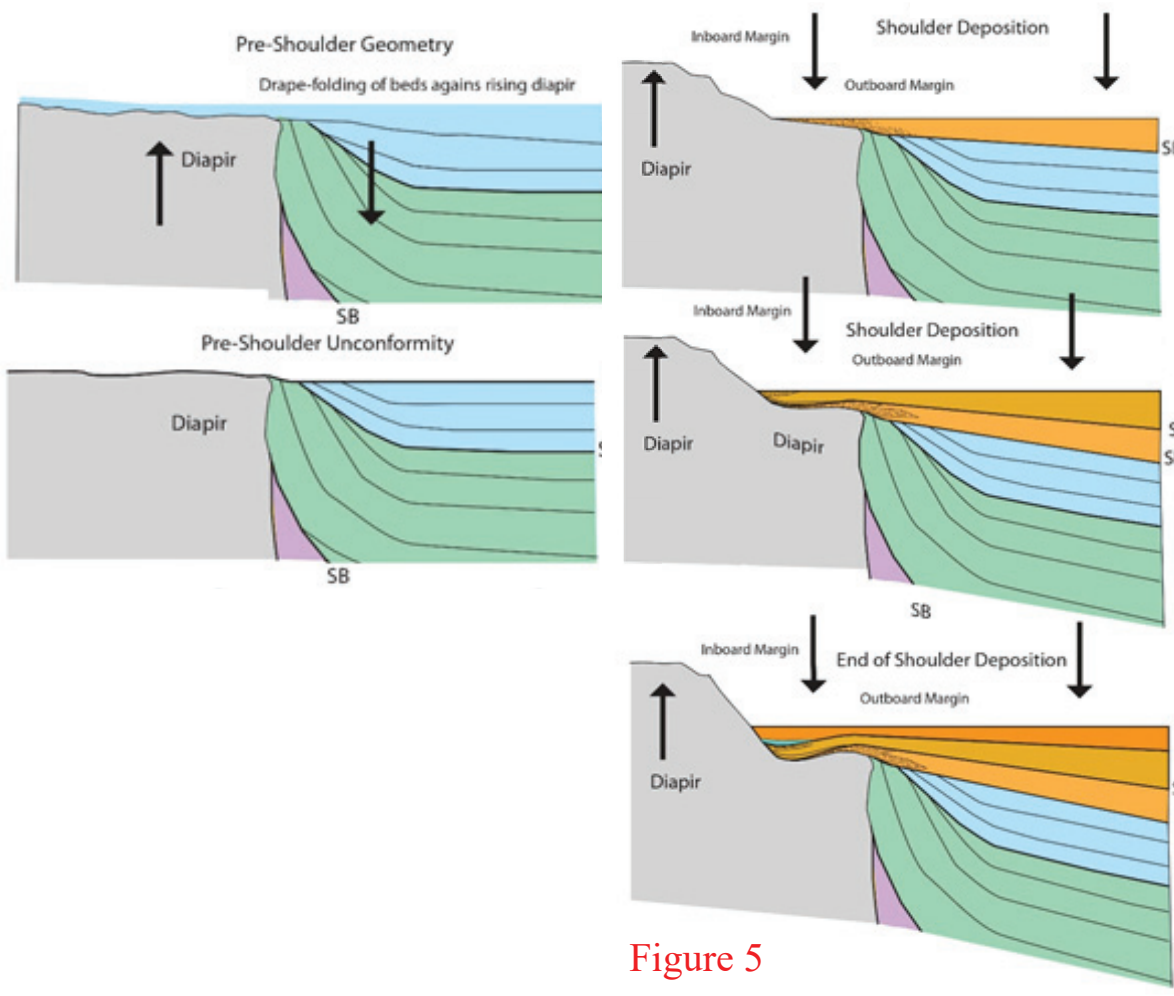 Pre-Shoulder Geometry
Drape-folding of beds agains rising diapir
Diapir
SB
Pre-Shoulder Unconformity
Diapir
S
SB
Inboard Margin
Shoulder Deposition
Outboard Margin
Diapir
SB
Inboard Margin
Shoulder Deposition
Outboard Margin
Diapir
Diapir
S
S
SB
Inboard Margin
End of Shoulder Deposition
Outboard Margin
Diapir
Figure 5